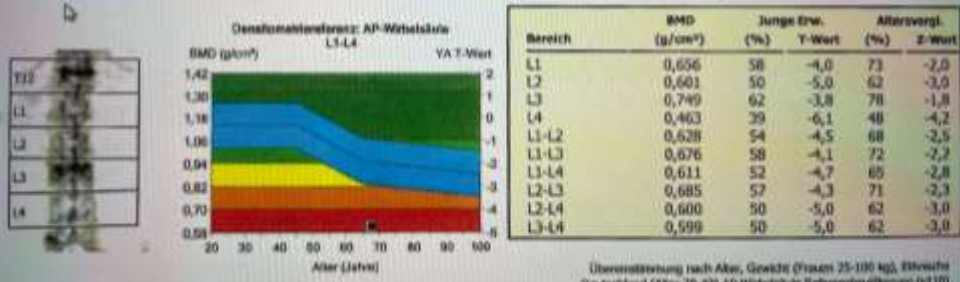 T12
L1
L2
L3
L4
Densitometriereferenz: AP-Wirbelsäule
L1-L4
BMD (g/cm²) YA T-Wert
1,42 2
1,30 1
1,18 0
1,06 -1
0,94 -2
0,82 -3
0,70 -4
0,58 -5
20 30 40 50 60 70 80 90 100
Alter (Jahre)
BMD Junge Erw. Altersvergl.
Bereich (g/cm²) (%) T-Wert (%) Z-Wert
L1 0,656 58 -4,0 73 -2,0
L2 0,601 50 -5,0 62 -3,0
L3 0,749 62 -3,8 78 -1,8
L4 0,463 39 -6,1 48 -4,2
L1-L2 0,628 54 -4,5 68 -2,5
L1-L3 0,676 58 -4,1 72 -2,2
L1-L4 0,611 52 -4,7 65 -2,8
L2-L3 0,685 57 -4,3 71 -2,3
L2-L4 0,600 50 -5,0 62 -3,0
L3-L4 0,599 50 -5,0 62 -3,0
Übereinstimmung nach Alter, Gewicht (Frauen 25-100 kg), Ethnische